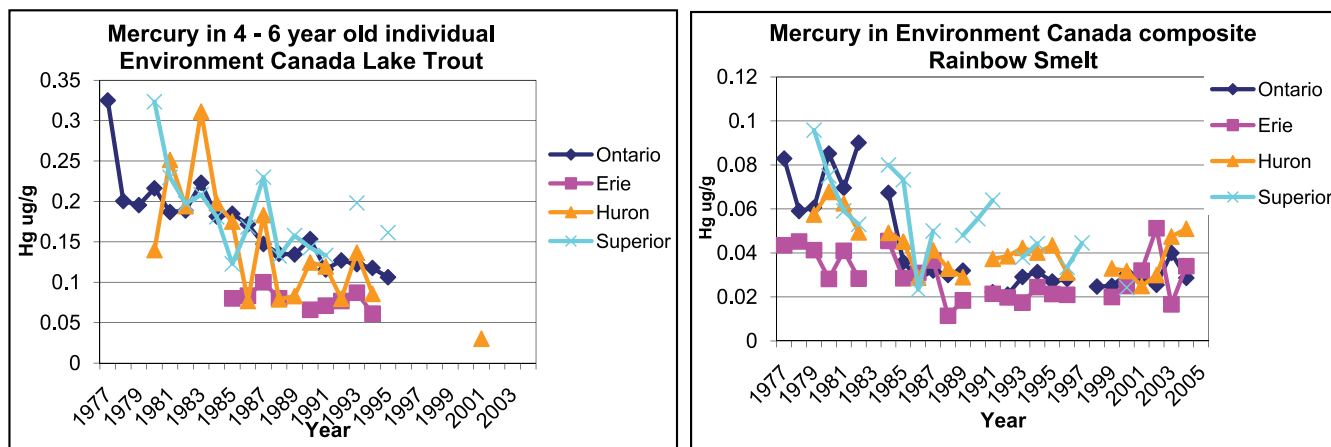 Mercury in 4 - 6 year old individual
Environment Canada Lake Trout
0.35
0.3
0.25
0.2
0.15
0.1
0.05
0
Hg ug/g
1977
1979
1981
1983
1985
1987
1989
1991
1993
1995
1997
1999
2001
2003
Year
Ontario
Erie
Huron
Superior
Mercury in Environment Canada composite
Rainbow Smelt
0.12
0.1
0.08
0.06
0.04
0.02
0
Hg ug/g
1977
1979
1981
1983
1985
1987
1989
1991
1993
1995
1997
1999
2001
2003
2005
Year
Ontario
Erie
Huron
Superior